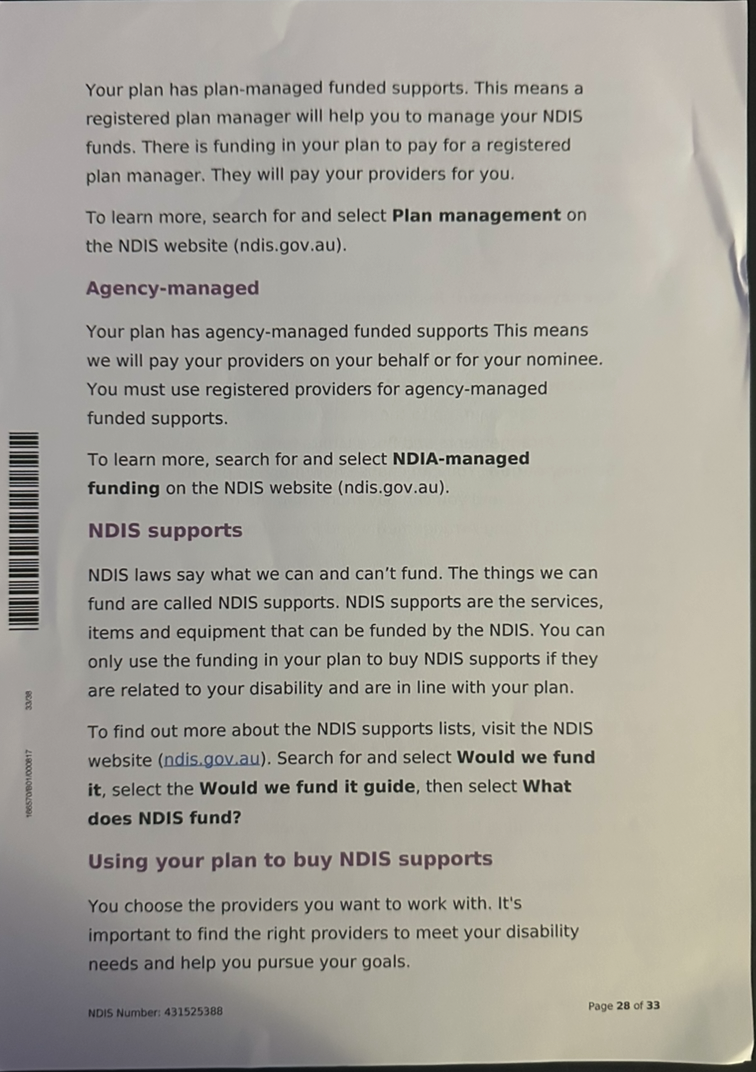 Your plan has plan-managed funded supports. This means a
registered plan manager will help you to manage your NDIS
funds. There is funding in your plan to pay for a registered
plan manager. They will pay your providers for you.
To learn more, search for and select Plan management on
the NDIS website (ndis.gov.au).
Agency-managed
Your plan has agency-managed funded supports This means
we will pay your providers on your behalf or for your nominee.
You must use registered providers for agency-managed
funded supports.
To learn more, search for and select NDIA-managed
funding on the NDIS website (ndis.gov.au).
NDIS supports
NDIS laws say what we can and can't fund. The things we can
fund are called NDIS supports. NDIS supports are the services,
items and equipment that can be funded by the NDIS. You can
only use the funding in your plan to buy NDIS supports if they
are related to your disability and are in line with your plan.
To find out more about the NDIS supports lists, visit the NDIS
website (ndis.gov.au). Search for and select Would we fund
it, select the Would we fund it guide, then select What
does NDIS fund?
Using your plan to buy NDIS supports
You choose the providers you want to work with. It's
important to find the right providers to meet your disability
needs and help you pursue your goals.
NDIS Number: 431525388
Page 28 of 33